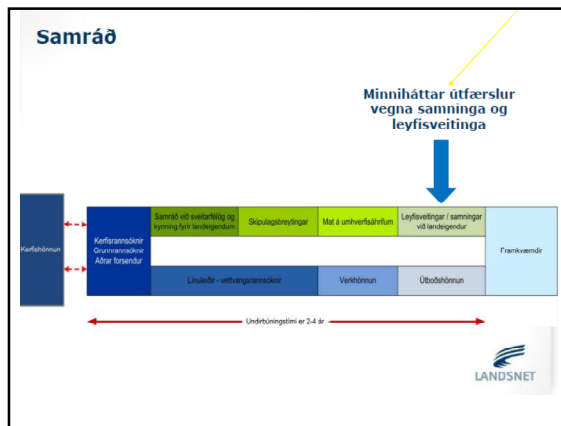 Samráð
Minniháttar útfærslur
vegna samninga og
leyfisveitinga
Kerfishönnun
Kerfisrannsóknir
Grunnrannsóknir
Aðrar forsendur
Samráð við sveitarfélög og
kynning fyrir landeigendum
Skipulagsbreytingar
Mat á umhverfisáhrifum
Leyfisveitingar / samningar
við landeigendur
Framkvæmdir
Línuleiðir - vettvangsrannsóknir
Verkhönnun
Útboðshönnun
Undirbúningstími er 2-4 ár
LANDSNET